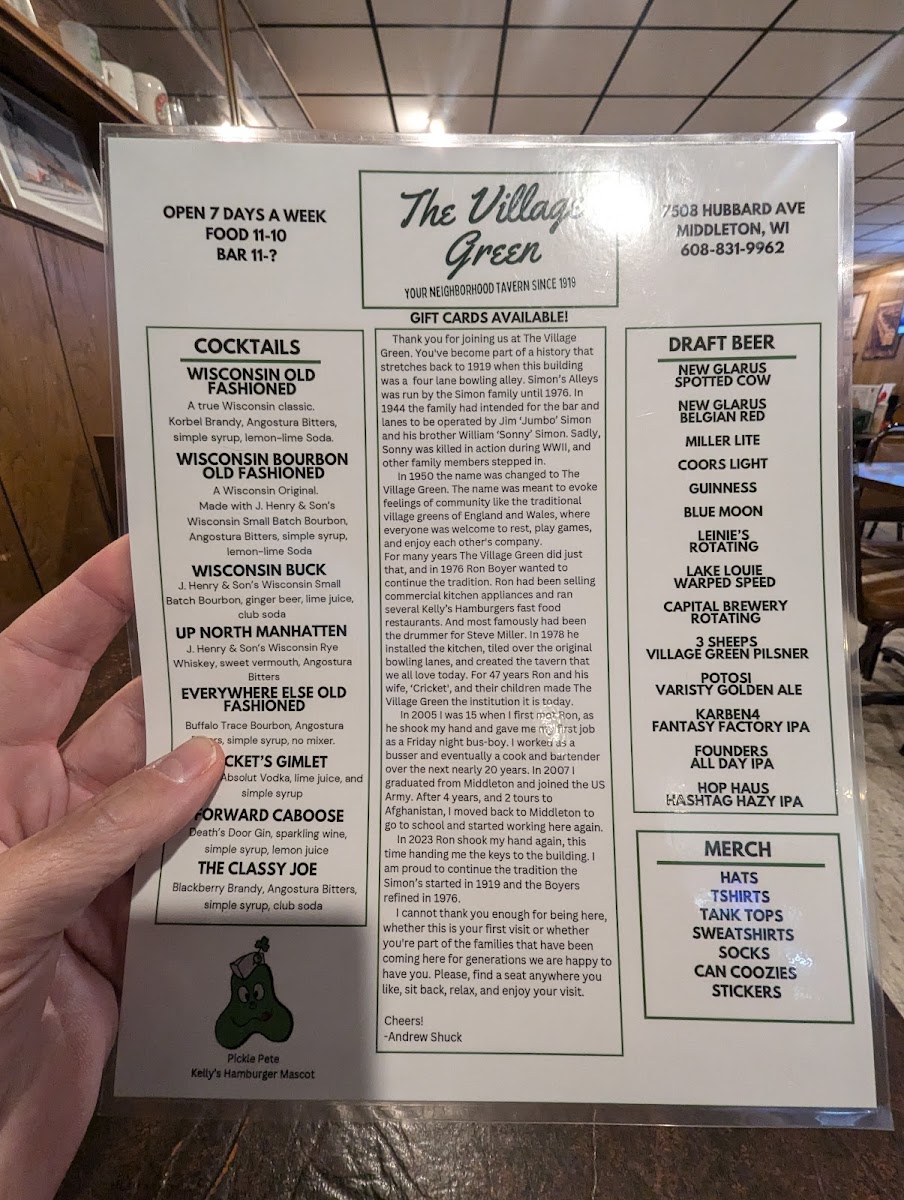 OPEN 7 DAYS A WEEK
FOOD 11-10
BAR 11-?
The Village
Green
YOUR NEIGHBORHOOD TAVERN SINCE 1919
7508 HUBBARD AVE
MIDDLETON, WI
608-831-9962
GIFT CARDS AVAILABLE!
COCKTAILS
WISCONSIN OLD
FASHIONED
A true Wisconsin classic.
Korbel Brandy, Angostura Bitters,
simple syrup, lemon-lime Soda.
WISCONSIN BOURBON
OLD FASHIONED
A Wisconsin Original.
Made with J. Henry & Son's
Wisconsin Small Batch Bourbon,
Angostura Bitters, simple syrup,
lemon-lime Soda
WISCONSIN BUCK
J. Henry & Son's Wisconsin Small
Batch Bourbon, ginger beer, lime juice,
club soda
UP NORTH MANHATTEN
J. Henry & Son's Wisconsin Rye
Whiskey, sweet vermouth, Angostura
Bitters
EVERYWHERE ELSE OLD
FASHIONED
Buffalo Trace Bourbon, Angostura
simple syrup, no mixer.
GIMLET
Absolut Vodka, lime juice, and
simple syrup
FORWARD CABOOSE
Death's Door Gin, sparkling wine,
simple syrup, lemon juice
THE CLASSY JOE
Blackberry Brandy, Angostura Bitters,
simple syrup, club soda
Pickle Pete
Kelly's Hamburger Mascot
Thank you for joining us at The Village
Green. You've become part of a history that
stretches back to 1919 when this building
was a four lane bowling alley. Simon's Alleys
was run by the Simon family until 1976. In
1944 the family had intended for the bar and
lanes to be operated by Jim 'Jumbo' Simon
and his brother William 'Sonny' Simon. Sadly,
Sonny was killed in action during WWII, and
other family members stepped in.
In 1950 the name was changed to The
Village Green. The name was meant to evoke
feelings of community like the traditional
village greens of England and Wales, where
everyone was welcome to rest, play games,
and enjoy each other's company.
For many years The Village Green did just
that, and in 1976 Ron Boyer wanted to
continue the tradition. Ron had been selling
commercial kitchen appliances and ran
several Kelly's Hamburgers fast food
restaurants. And most famously had been
the drummer for Steve Miller. In 1978 he
installed the kitchen, tiled over the original
bowling lanes, and created the tavern that
we all love today. For 47 years Ron and his
wife, 'Cricket', and their children made The
Village Green the institution it is today.
In 2005 I was 15 when I first met Ron, as
he shook my hand and gave me my first job
as a Friday night bus-boy. I worked as a
busser and eventually a cook and bartender
over the next nearly 20 years. In 2007 I
graduated from Middleton and joined the US
Army. After 4 years, and 2 tours to
Afghanistan, I moved back to Middleton to
go to school and started working here again.
In 2023 Ron shook my hand again, this
time handing me the keys to the building. I
am proud to continue the tradition the
Simon's started in 1919 and the Boyers
refined in 1976.
I cannot thank you enough for being here,
whether this is your first visit or whether
you're part of the families that have been
coming here for generations we are happy to
have you. Please, find a seat anywhere you
like, sit back, relax, and enjoy your visit.
Cheers!
-Andrew Shuck
DRAFT BEER
NEW GLARUS
SPOTTED COW
NEW GLARUS
BELGIAN RED
MILLER LITE
COORS LIGHT
GUINNESS
BLUE MOON
LEINIE'S
ROTATING
LAKE LOUIE
WARPED SPEED
CAPITAL BREWERY
ROTATING
3 SHEEPS
VILLAGE GREEN PILSNER
POTOSI
VARISTY GOLDEN ALE
KARBEN4
FANTASY FACTORY IPA
FOUNDERS
ALL DAY IPA
HOP HAUS
HASHTAG HAZY IPA
MERCH
HATS
TSHIRTS
TANK TOPS
SWEATSHIRTS
SOCKS
CAN COOZIES
STICKERS